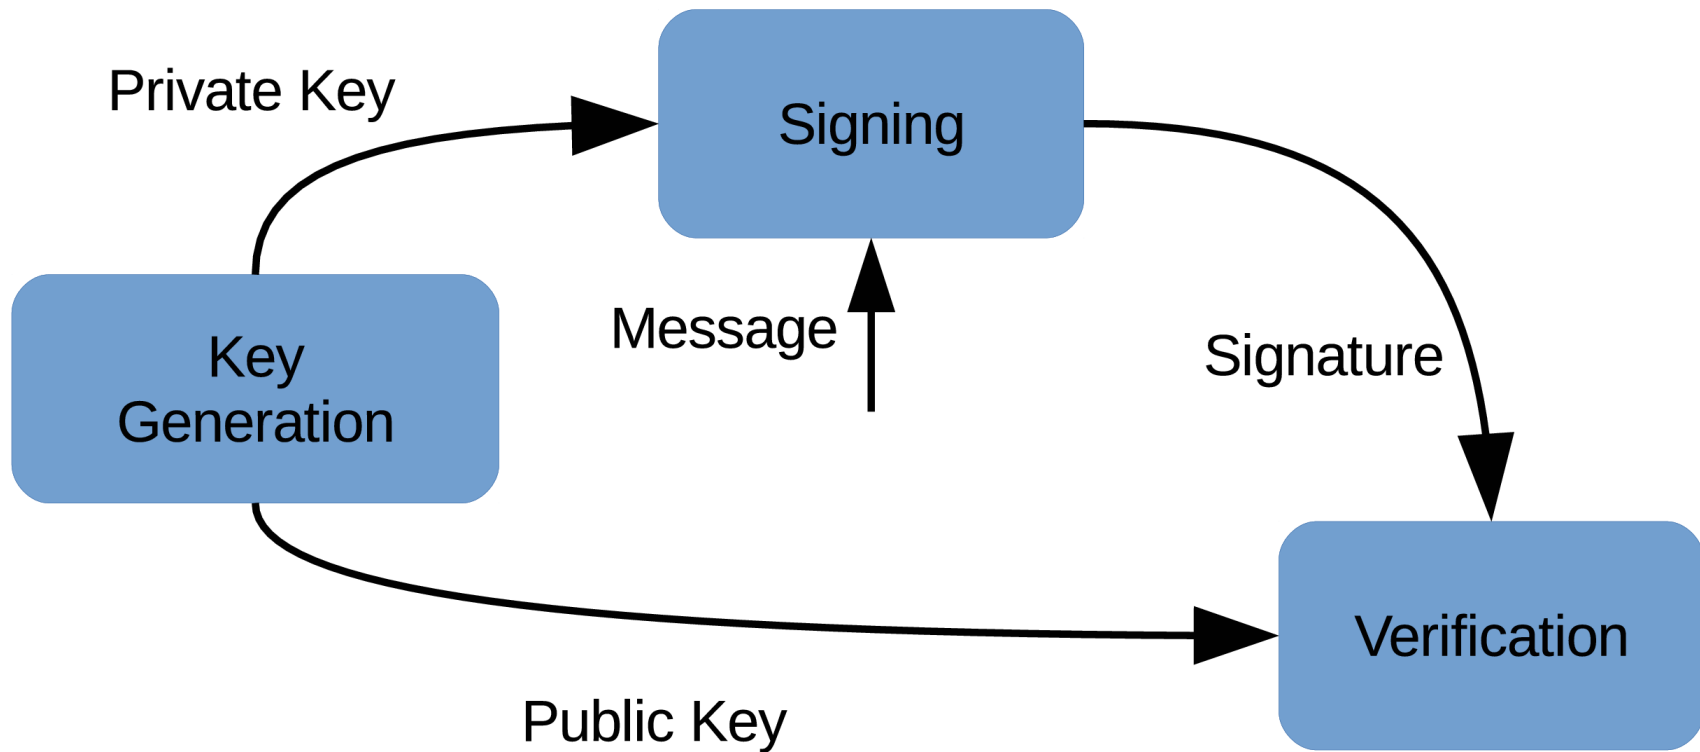 Private Key
Signing
Key
Generation
Message
Signature
Verification
Public Key